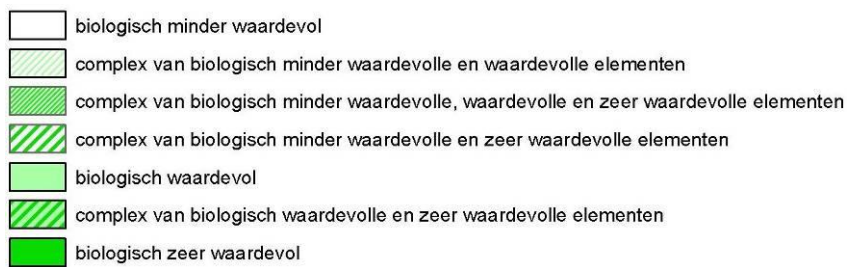 biologisch minder waardevol
complex van biologisch minder waardevolle en waardevolle elementen
complex van biologisch minder waardevolle, waardevolle en zeer waardevolle elementen
complex van biologisch minder waardevolle en zeer waardevolle elementen
biologisch waardevol
complex van biologisch waardevolle en zeer waardevolle elementen
biologisch zeer waardevol